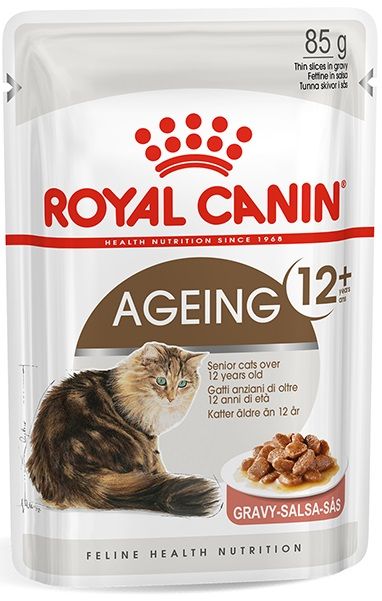 85 g
Thin slices in gravy
Fettine in salsa
Tunna skivor i sås
ROYAL CANIN®
HEALTH NUTRITION SINCE 1968
AGEING 12+
years
ans
Senior cats over
12 years old
Gatti anziani di oltre
12 anni di età
Katter äldre än 12 år
GRAVY-SALSA-SÅS
FELINE HEALTH NUTRITION